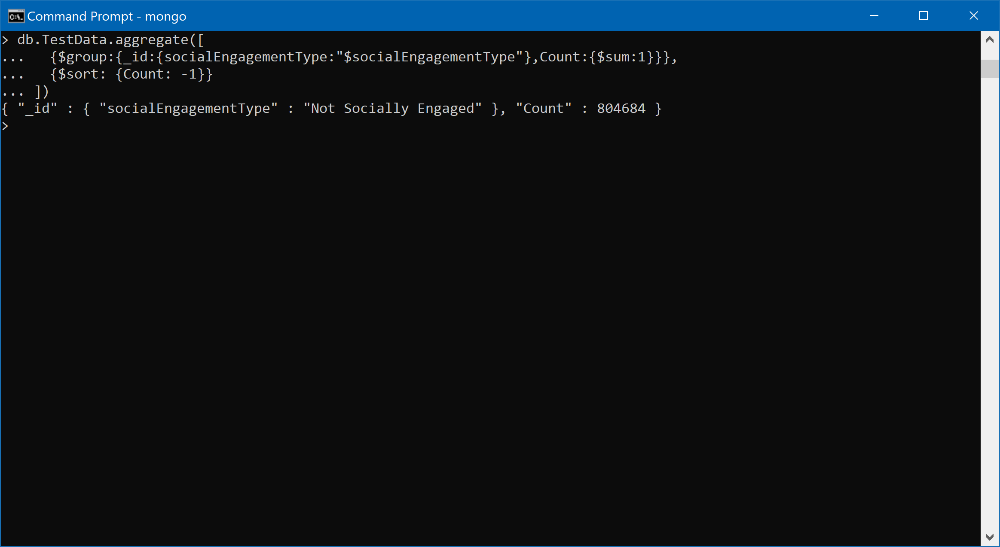 Command Prompt - mongo
> db.TestData.aggregate([
...   {$group:{_id:{socialEngagementType:"$socialEngagementType"},Count:{$sum:1}}},
...   {$sort: {Count: -1}}
... ])
{ "_id" : { "socialEngagementType" : "Not Socially Engaged" }, "Count" : 804684 }
>